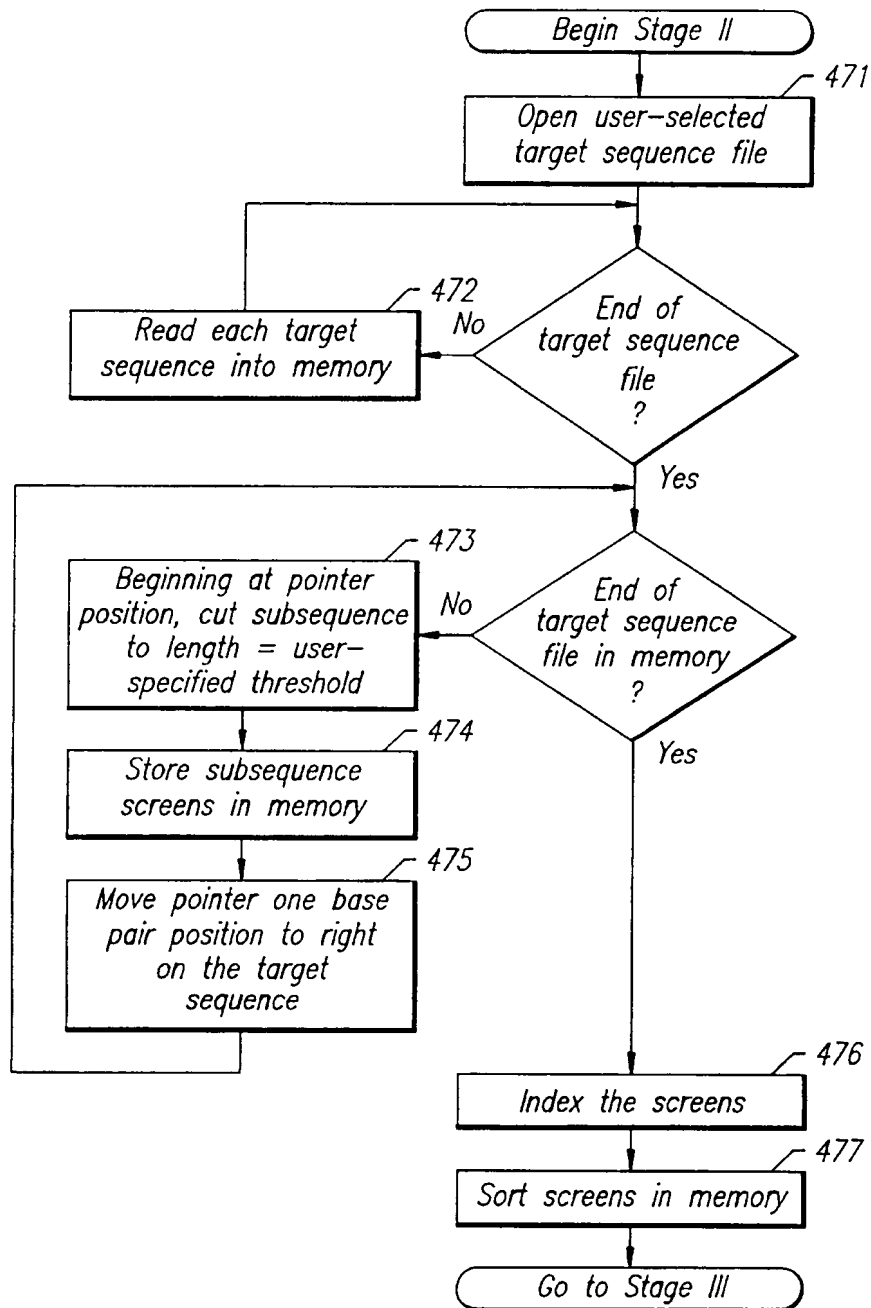 Begin Stage II
471
Open user-selected
target sequence file
472
Read each target
sequence into memory
No
End of
target sequence
file
?
Yes
473
Beginning at pointer
position, cut subsequence
to length = user-
specified threshold
No
End of
target sequence
file in memory
?
Yes
474
Store subsequence
screens in memory
475
Move pointer one base
pair position to right
on the target
sequence
476
Index the screens
477
Sort screens in memory
Go to Stage III